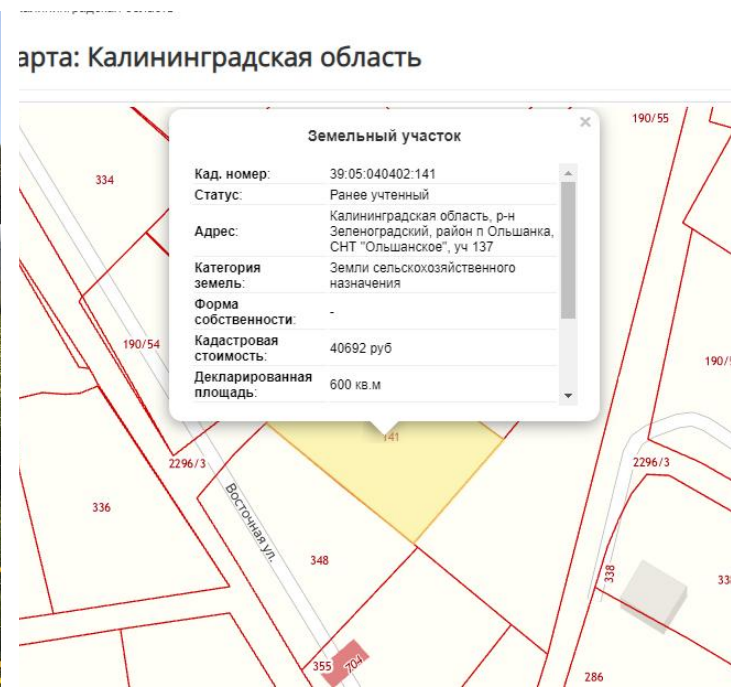 арта: Калининградская область
190/55
Земельный участок
334
Кад. номер: 39:05:040402:141
Статус: Ранее учтенный
Адрес: Калининградская область, р-н
Зеленоградский, район п Ольшанка,
СНТ "Ольшанское", уч 137
Категория земель: Земли сельскохозяйственного
назначения
Форма
собственности: -
190/54
Кадастровая
стоимость: 40692 руб
Декларированная
площадь: 600 кв.м
141
2296/3
2296/3
336
Восточная ул.
348
338
355
704
286